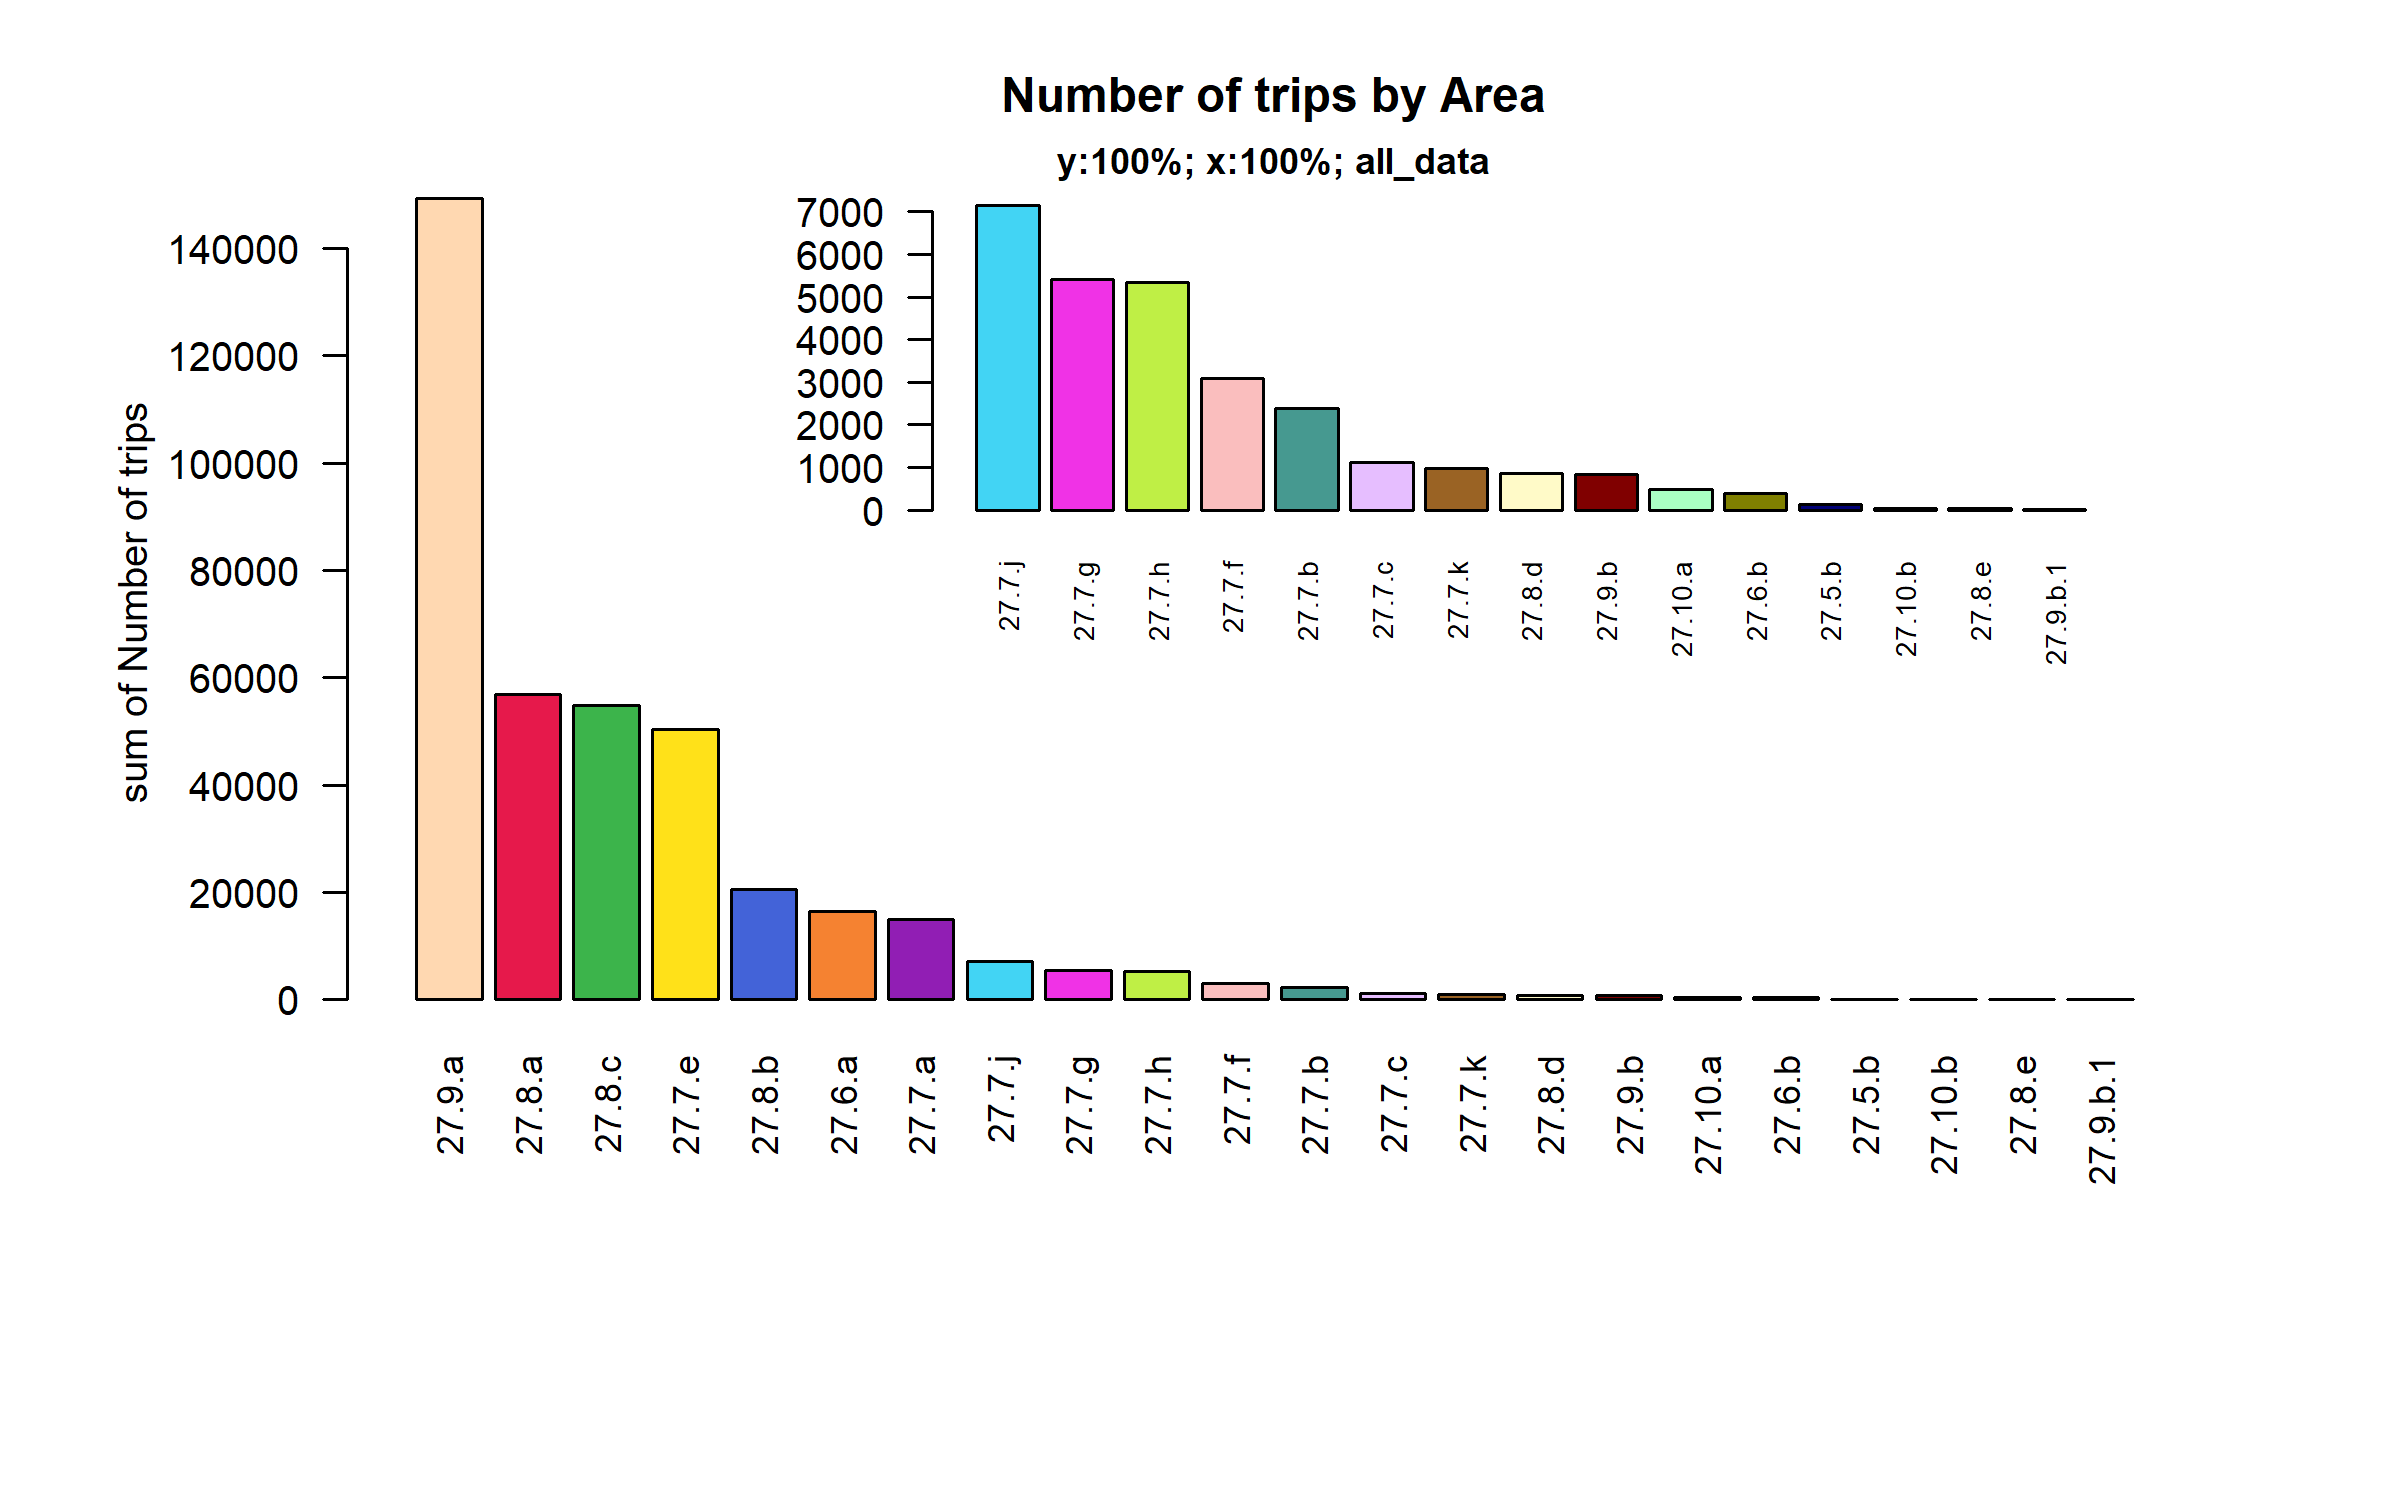 Number of trips by Area
y:100%; x:100%; all_data
7000
6000
5000
4000
3000
2000
1000
0
27.7.j
27.7.g
27.7.h
27.7.f
27.7.b
27.7.c
27.7.k
27.8.d
27.9.b
27.10.a
27.6.b
27.5.b
27.10.b
27.8.e
27.9.b.1
sum of Number of trips
140000
120000
100000
80000
60000
40000
20000
0
27.9.a
27.8.a
27.8.c
27.7.e
27.8.b
27.6.a
27.7.a
27.7.j
27.7.g
27.7.h
27.7.f
27.7.b
27.7.c
27.7.k
27.8.d
27.9.b
27.10.a
27.6.b
27.5.b
27.10.b
27.8.e
27.9.b.1